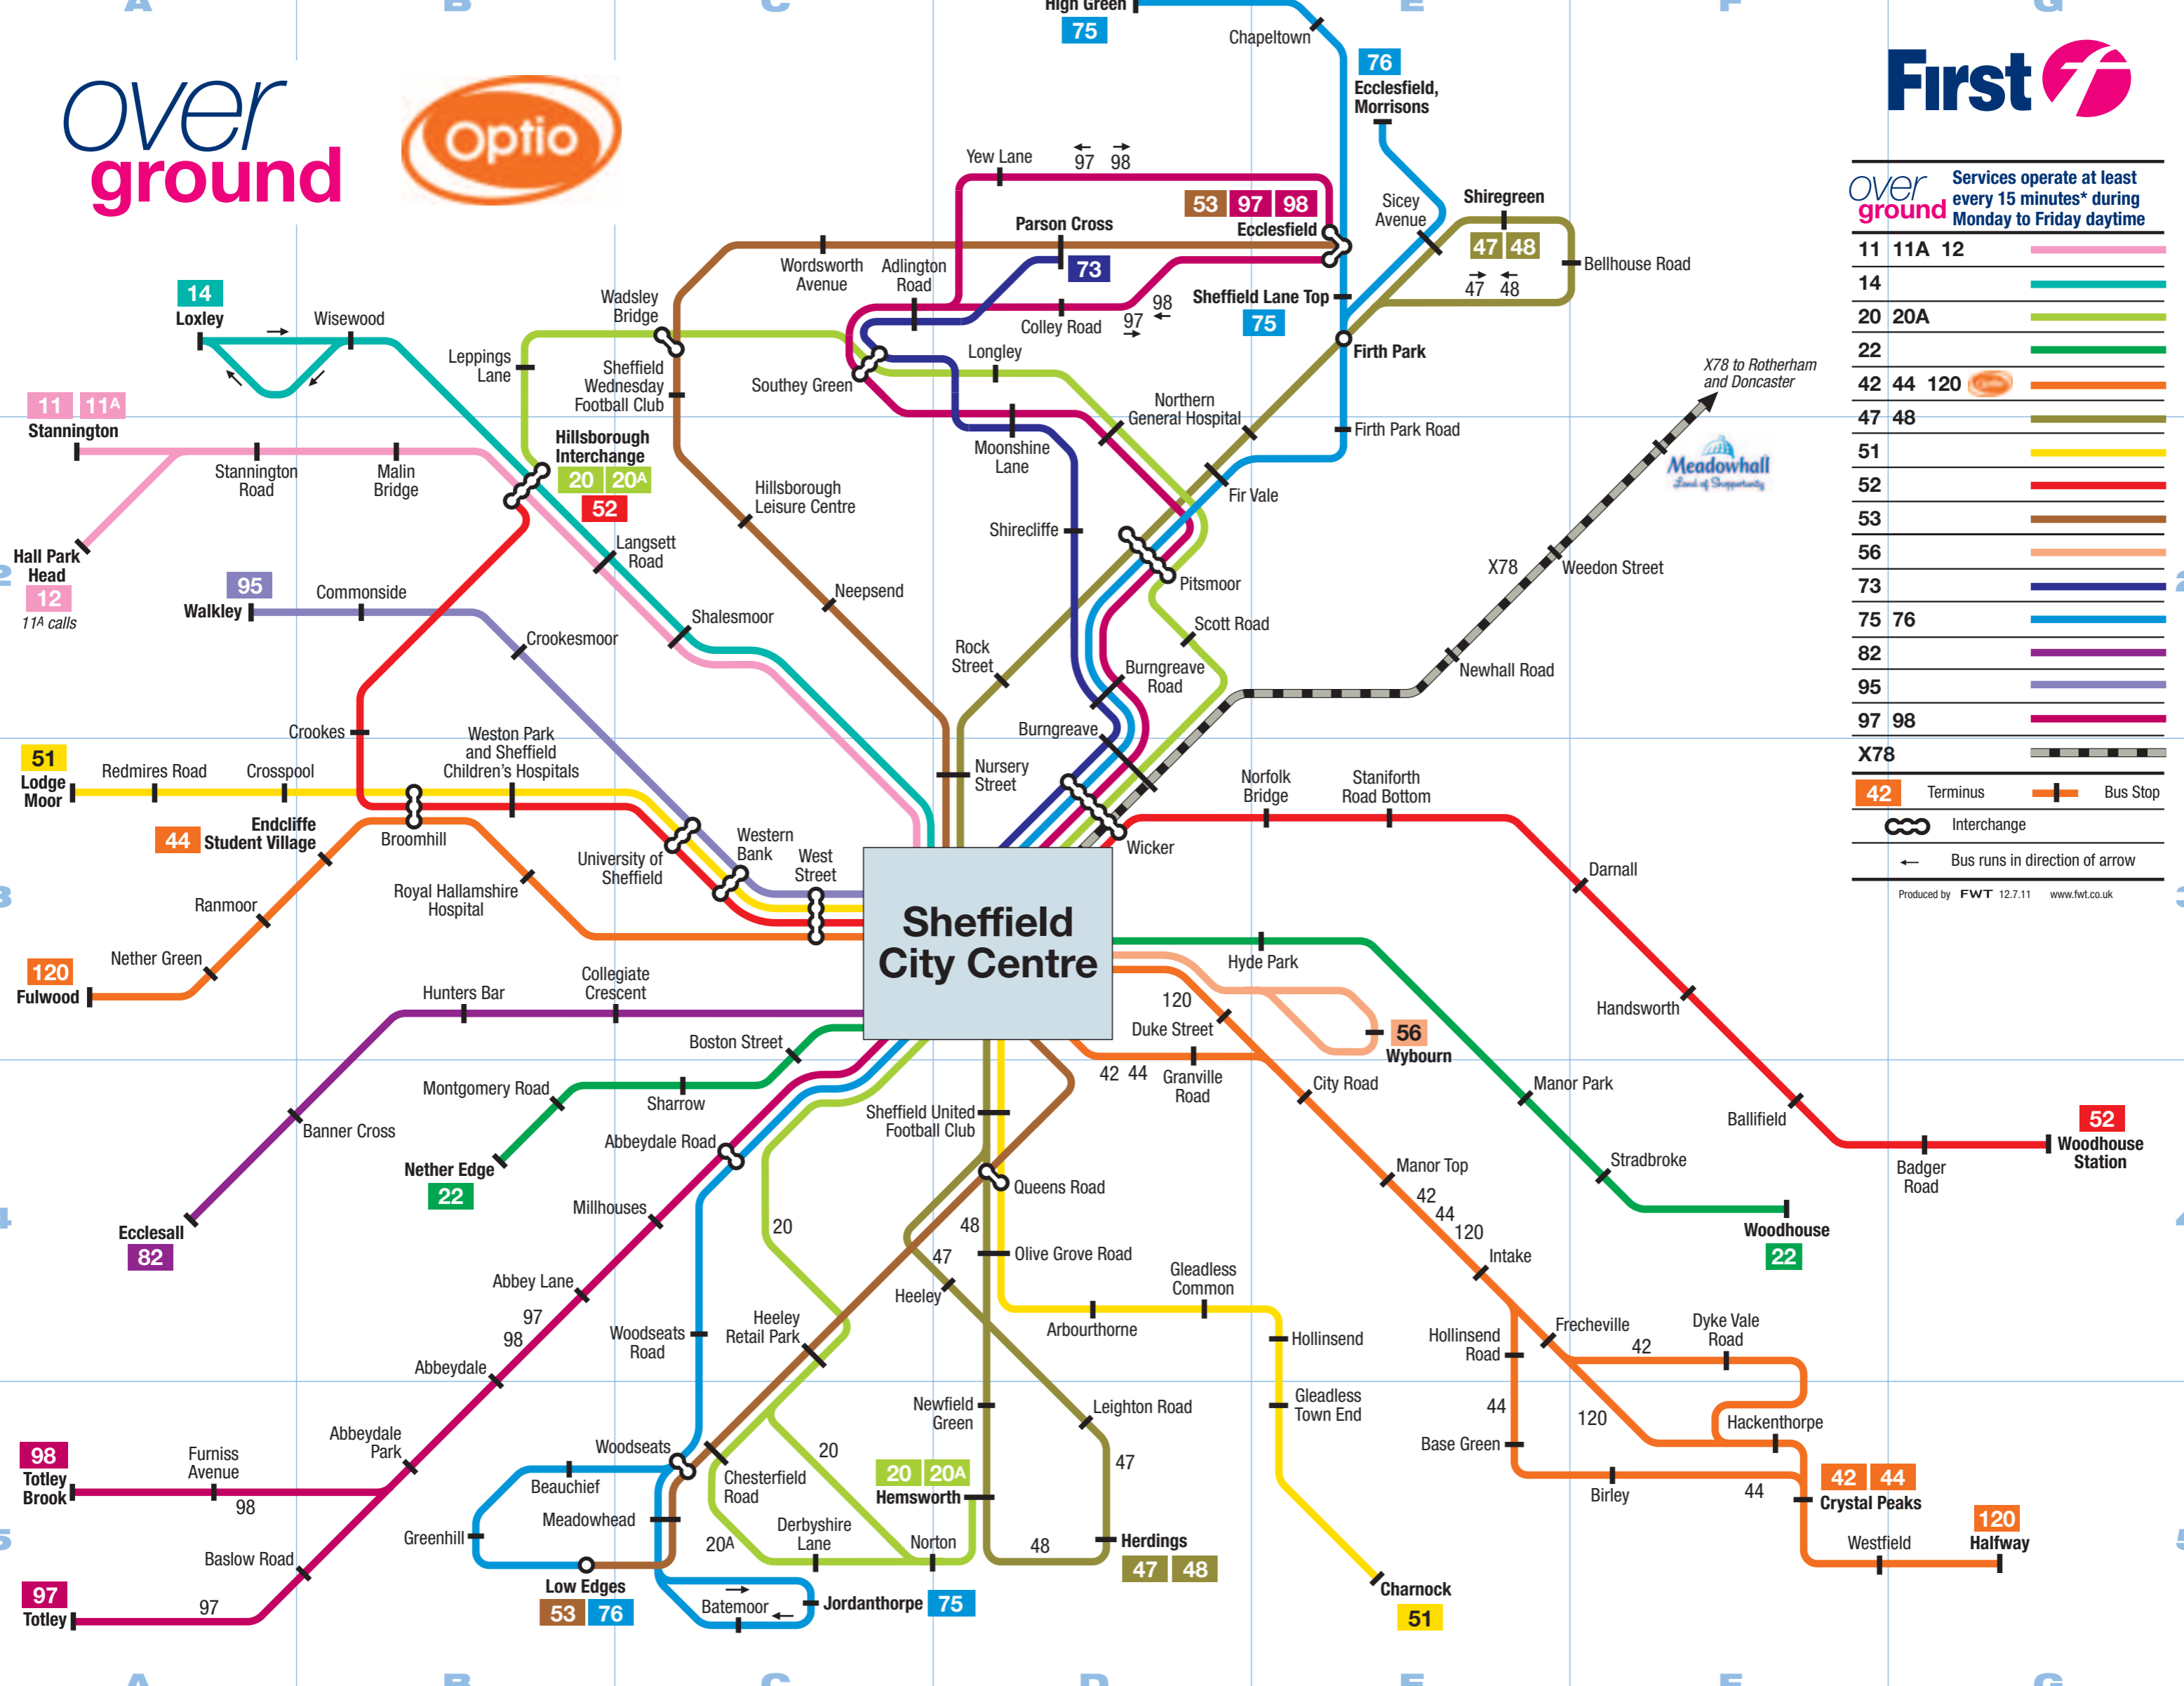 A
B
C
D
E
F
G
High Green
75
Chapeltown
76
Ecclesfield,
Morrisons
over
ground
Optio
First
Yew Lane
97 98
53 97 98
Ecclesfield
Sicey
Avenue
Shiregreen
47 48
47 48
Bellhouse Road
Parson Cross
73
Wordsworth
Avenue
Adlington
Road
Colley Road
98
97
Sheffield Lane Top
75
Firth Park
14
Loxley
Wisewood
Wadsley
Bridge
Leppings
Lane
Sheffield
Wednesday
Football Club
Southey Green
Longley
Northern
General Hospital
Firth Park Road
X78 to Rotherham
and Doncaster
Meadowhall
Land of Shoppertunity
11 11A
Stannington
Stannington
Road
Malin
Bridge
Hillsborough
Interchange
20 20A
52
Hillsborough
Leisure Centre
Moonshine
Lane
Fir Vale
Shirecliffe
Hall Park
Head
12
11A calls
2
2
Langsett
Road
95
Walkley
Commonside
Crookesmoor
Shalesmoor
Neepsend
Pitsmoor
Scott Road
Rock
Street
Burngreave
Road
Burngreave
X78
Weedon Street
Newhall Road
Crookes
Weston Park
and Sheffield
Children's Hospitals
51
Lodge
Moor
Redmires Road
Crosspool
Nursery
Street
Norfolk
Bridge
Staniforth
Road Bottom
Endcliffe
Student Village
44
Broomhill
University of
Sheffield
Western
Bank
West
Street
Wicker
Darnall
3
3
Ranmoor
Royal Hallamshire
Hospital
Nether Green
120
Fulwood
Sheffield
City Centre
Hyde Park
Handsworth
Hunters Bar
Collegiate
Crescent
Boston Street
120
Duke Street
56
Wybourn
42 44
Granville
Road
City Road
Manor Park
Ballifield
52
Woodhouse
Station
Badger
Road
Montgomery Road
Sharrow
Banner Cross
Nether Edge
22
Abbeydale Road
Sheffield United
Football Club
Queens Road
Manor Top
42
44
120
Stradbroke
Woodhouse
22
4
4
Ecclesall
82
Millhouses
20
48
47
Olive Grove Road
Heeley
Intake
Gleadless
Common
Arbourthorne
Hollinsend
Abbey Lane
97
98
Woodseats
Road
Heeley
Retail Park
Hollinsend
Road
Frecheville
42
Dyke Vale
Road
Abbeydale
Newfield
Green
Leighton Road
Gleadless
Town End
44
120
Hackenthorpe
Base Green
98
Totley
Brook
Furniss
Avenue
98
Abbeydale
Park
Woodseats
Beauchief
Chesterfield
Road
20
20 20A
Hemsworth
47
Birley
44
42 44
Crystal Peaks
5
5
Greenhill
Meadowhead
20A
Derbyshire
Lane
Norton
48
Herdings
47 48
Westfield
120
Halfway
Baslow Road
97
Totley
97
Low Edges
53 76
Batemoor
Jordanthorpe
75
Charnock
51
over
ground
Services operate at least
every 15 minutes* during
Monday to Friday daytime
11 11A 12
14
20 20A
22
42 44 120
47 48
51
52
53
56
73
75 76
82
95
97 98
X78
42
Terminus
Bus Stop
Interchange
Bus runs in direction of arrow
Produced by FWT 12.7.11 www.fwt.co.uk
A
B
C
D
E
F
G